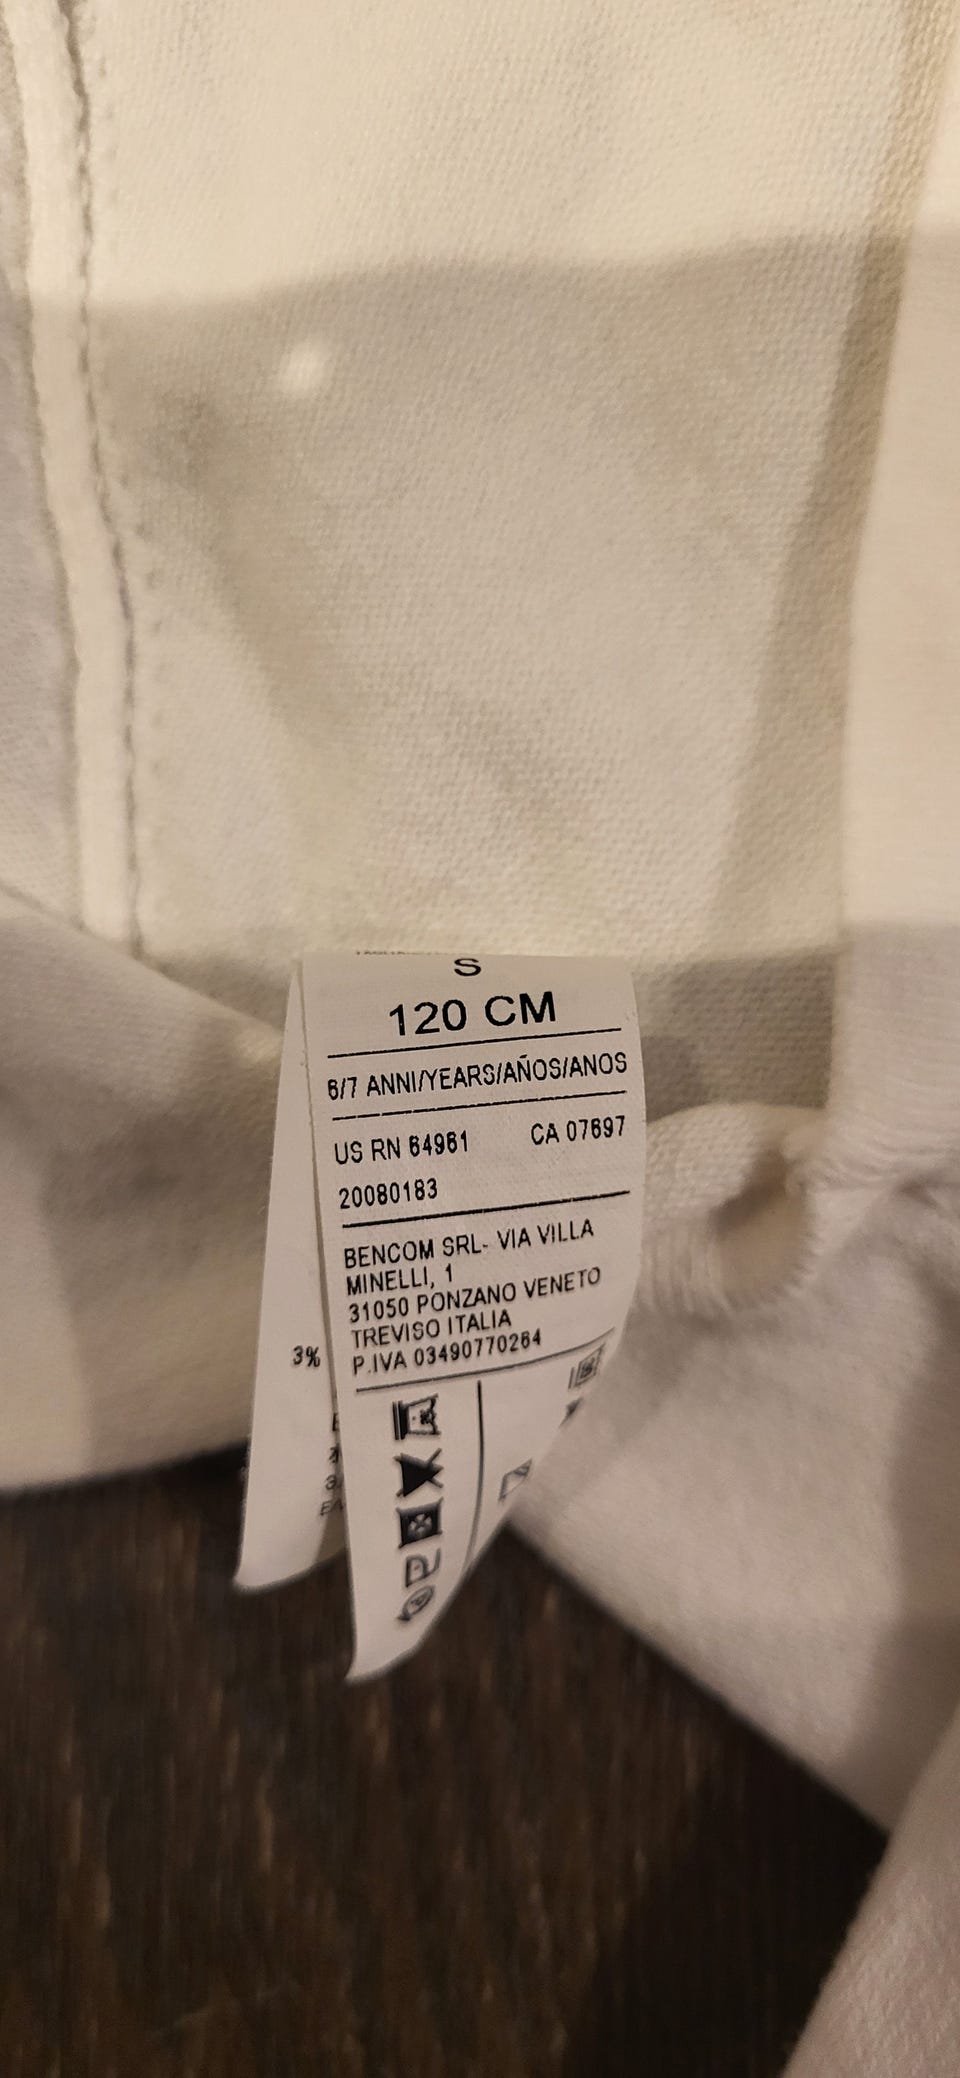 S
120 CM
6/7 ANNI/YEARS/AÑOS/ANOS
US RN 64961 CA 07697
20080183
BENCOM SRL- VIA VILLA
MINELLI, 1
31050 PONZANO VENETO
TREVISO ITALIA
P.IVA 03490770264
3%